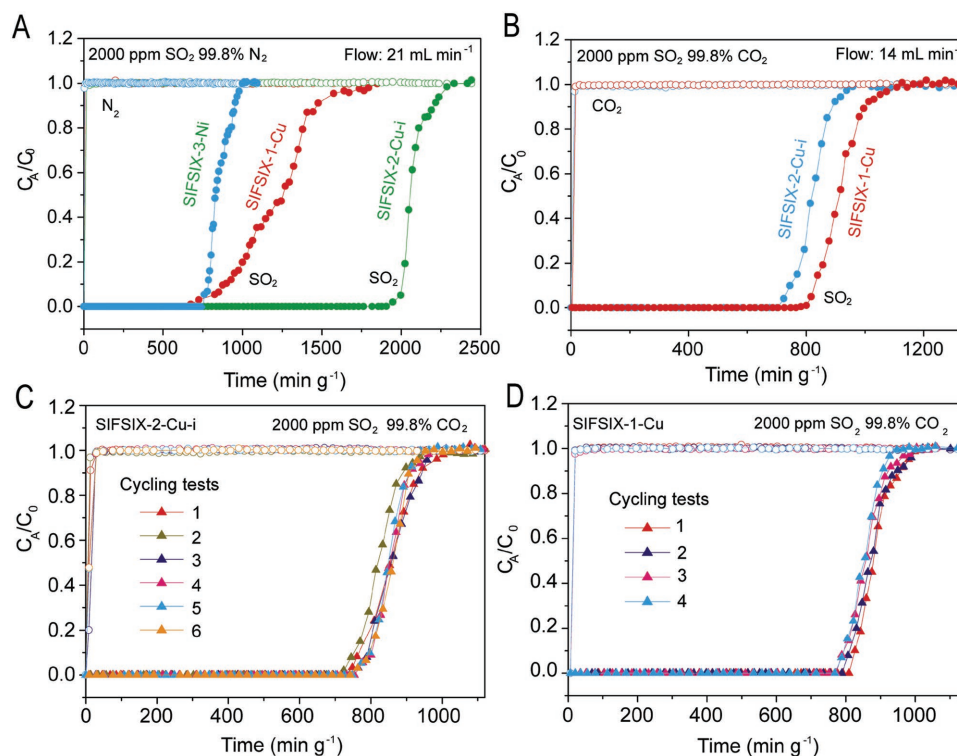 A
2000 ppm SO₂ 99.8% N₂ Flow: 21 mL min⁻¹
N₂
SIFSIX-3-Ni
SIFSIX-1-Cu
SIFSIX-2-Cu-i
SO₂
SO₂
C_A/C₀
1.2
1.0
0.8
0.6
0.4
0.2
0.0
0 500 1000 1500 2000 2500
Time (min g⁻¹)
B
2000 ppm SO₂ 99.8% CO₂ Flow: 14 mL min⁻
CO₂
SIFSIX-2-Cu-i
SIFSIX-1-Cu
SO₂
C_A/C₀
1.2
1.0
0.8
0.6
0.4
0.2
0.0
0 400 800 1200
Time (min g⁻¹)
C
SIFSIX-2-Cu-i 2000 ppm SO₂ 99.8% CO₂
Cycling tests
1
2
3
4
5
6
C_A/C₀
1.2
1.0
0.8
0.6
0.4
0.2
0.0
0 200 400 600 800 1000
Time (min g⁻¹)
D
SIFSIX-1-Cu 2000 ppm SO₂ 99.8% CO₂
Cycling tests
1
2
3
4
C_A/C₀
1.2
1.0
0.8
0.6
0.4
0.2
0.0
0 200 400 600 800 1000
Time (min g⁻¹)